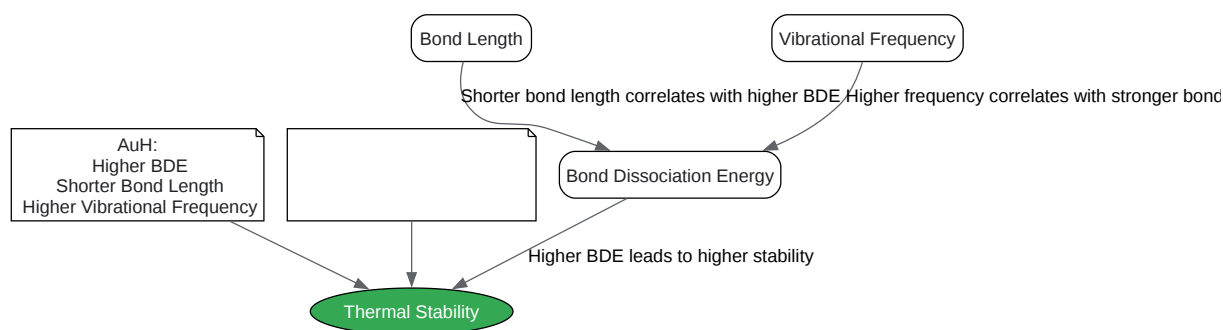 Bond Length
Vibrational Frequency
Shorter bond length correlates with higher BDE
Higher frequency correlates with stronger bond
AuH:
Higher BDE
Shorter Bond Length
Higher Vibrational Frequency
Bond Dissociation Energy
Higher BDE leads to higher stability
Thermal Stability